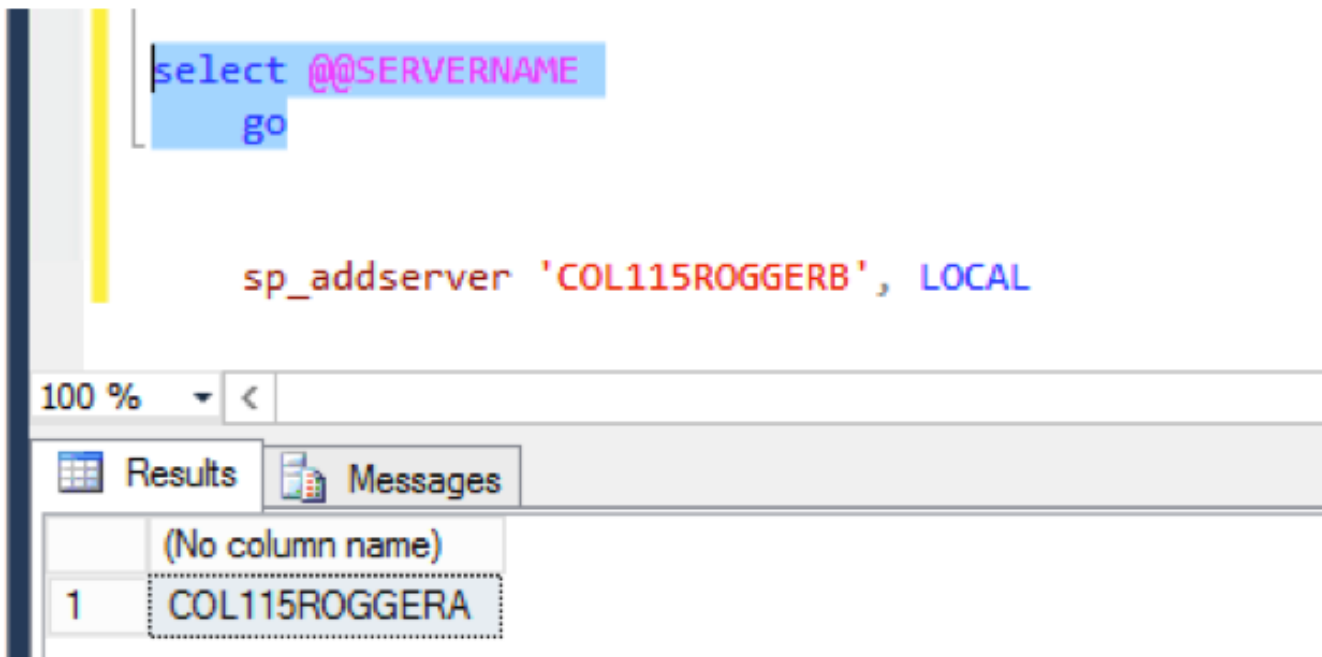 select @@SERVERNAME
go
sp_addserver 'COL115ROGGERB', LOCAL
100 %
Results Messages
(No column name)
1 COL115ROGGERA